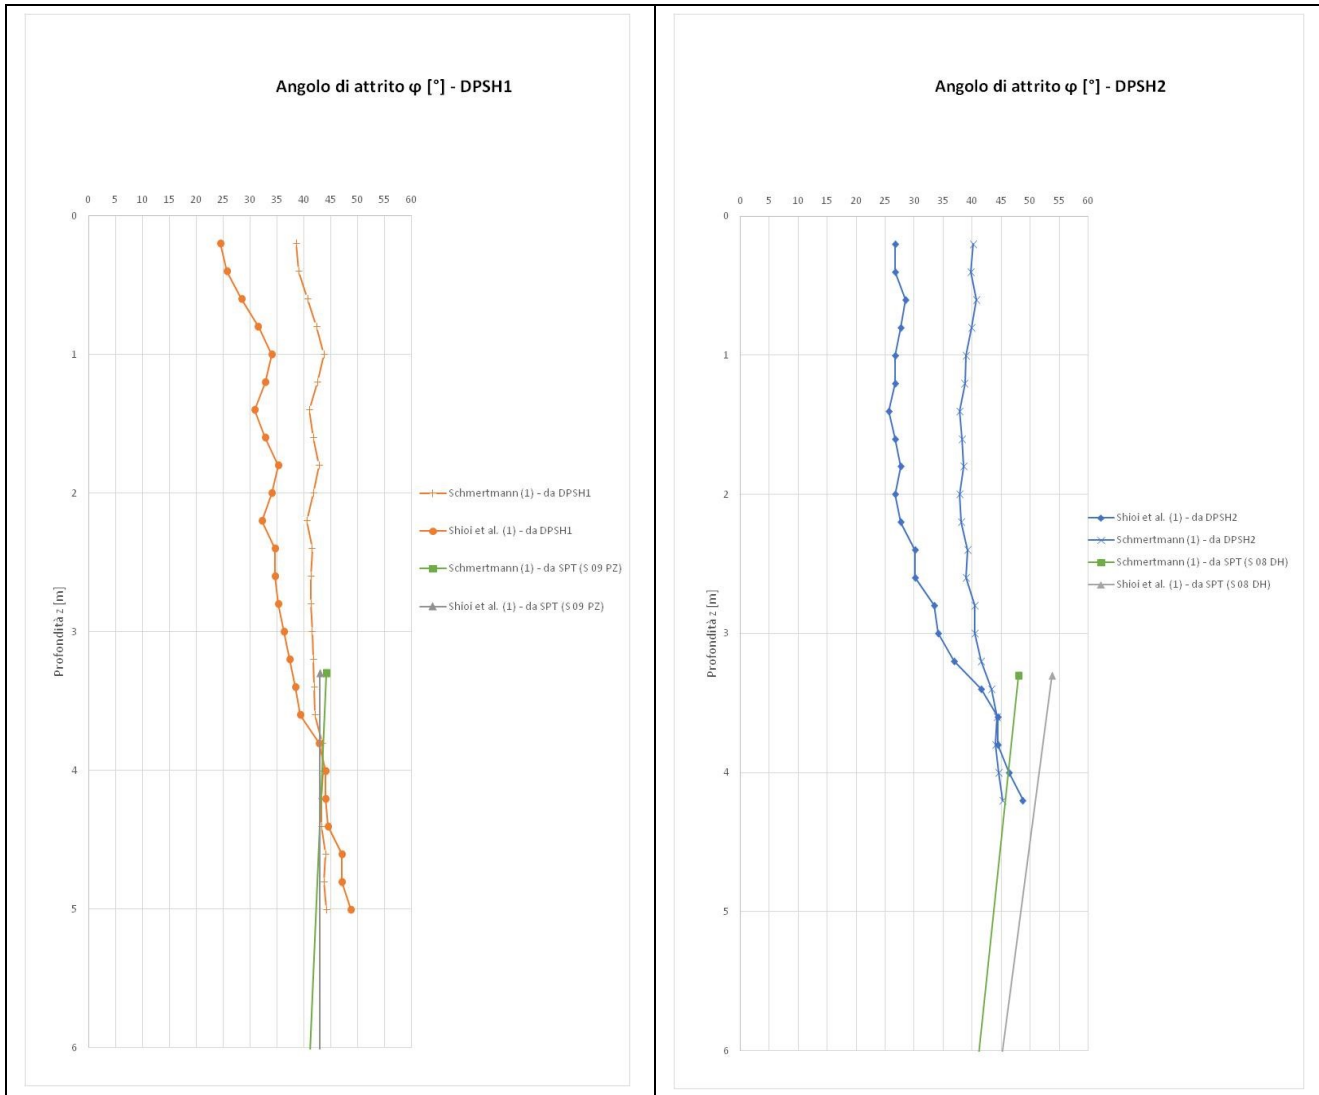 Angolo di attrito φ [°] - DPSH1
0 5 10 15 20 25 30 35 40 45 50 55 60
0
1
2
3
4
5
6
Profondità z [m]
Schmertmann (1) - da DPSH1
Shioi et al. (1) - da DPSH1
Schmertmann (1) - da SPT (S 09 PZ)
Shioi et al. (1) - da SPT (S 09 PZ)
Angolo di attrito φ [°] - DPSH2
0 5 10 15 20 25 30 35 40 45 50 55 60
0
1
2
3
4
5
6
Profondità z [m]
Shioi et al. (1) - da DPSH2
Schmertmann (1) - da DPSH2
Schmertmann (1) - da SPT (S 08 DH)
Shioi et al. (1) - da SPT (S 08 DH)